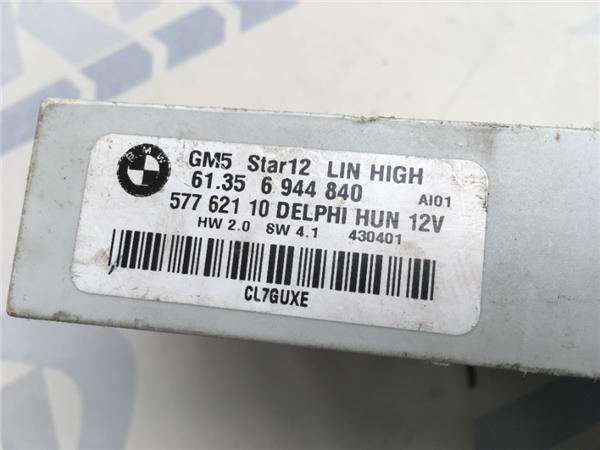 BMW
GM5 Star12 LIN HIGH
61.35 6 944 840 AI01
577 621 10 DELPHI HUN 12V
HW 2.0 SW 4.1 430401
CL7GUXE